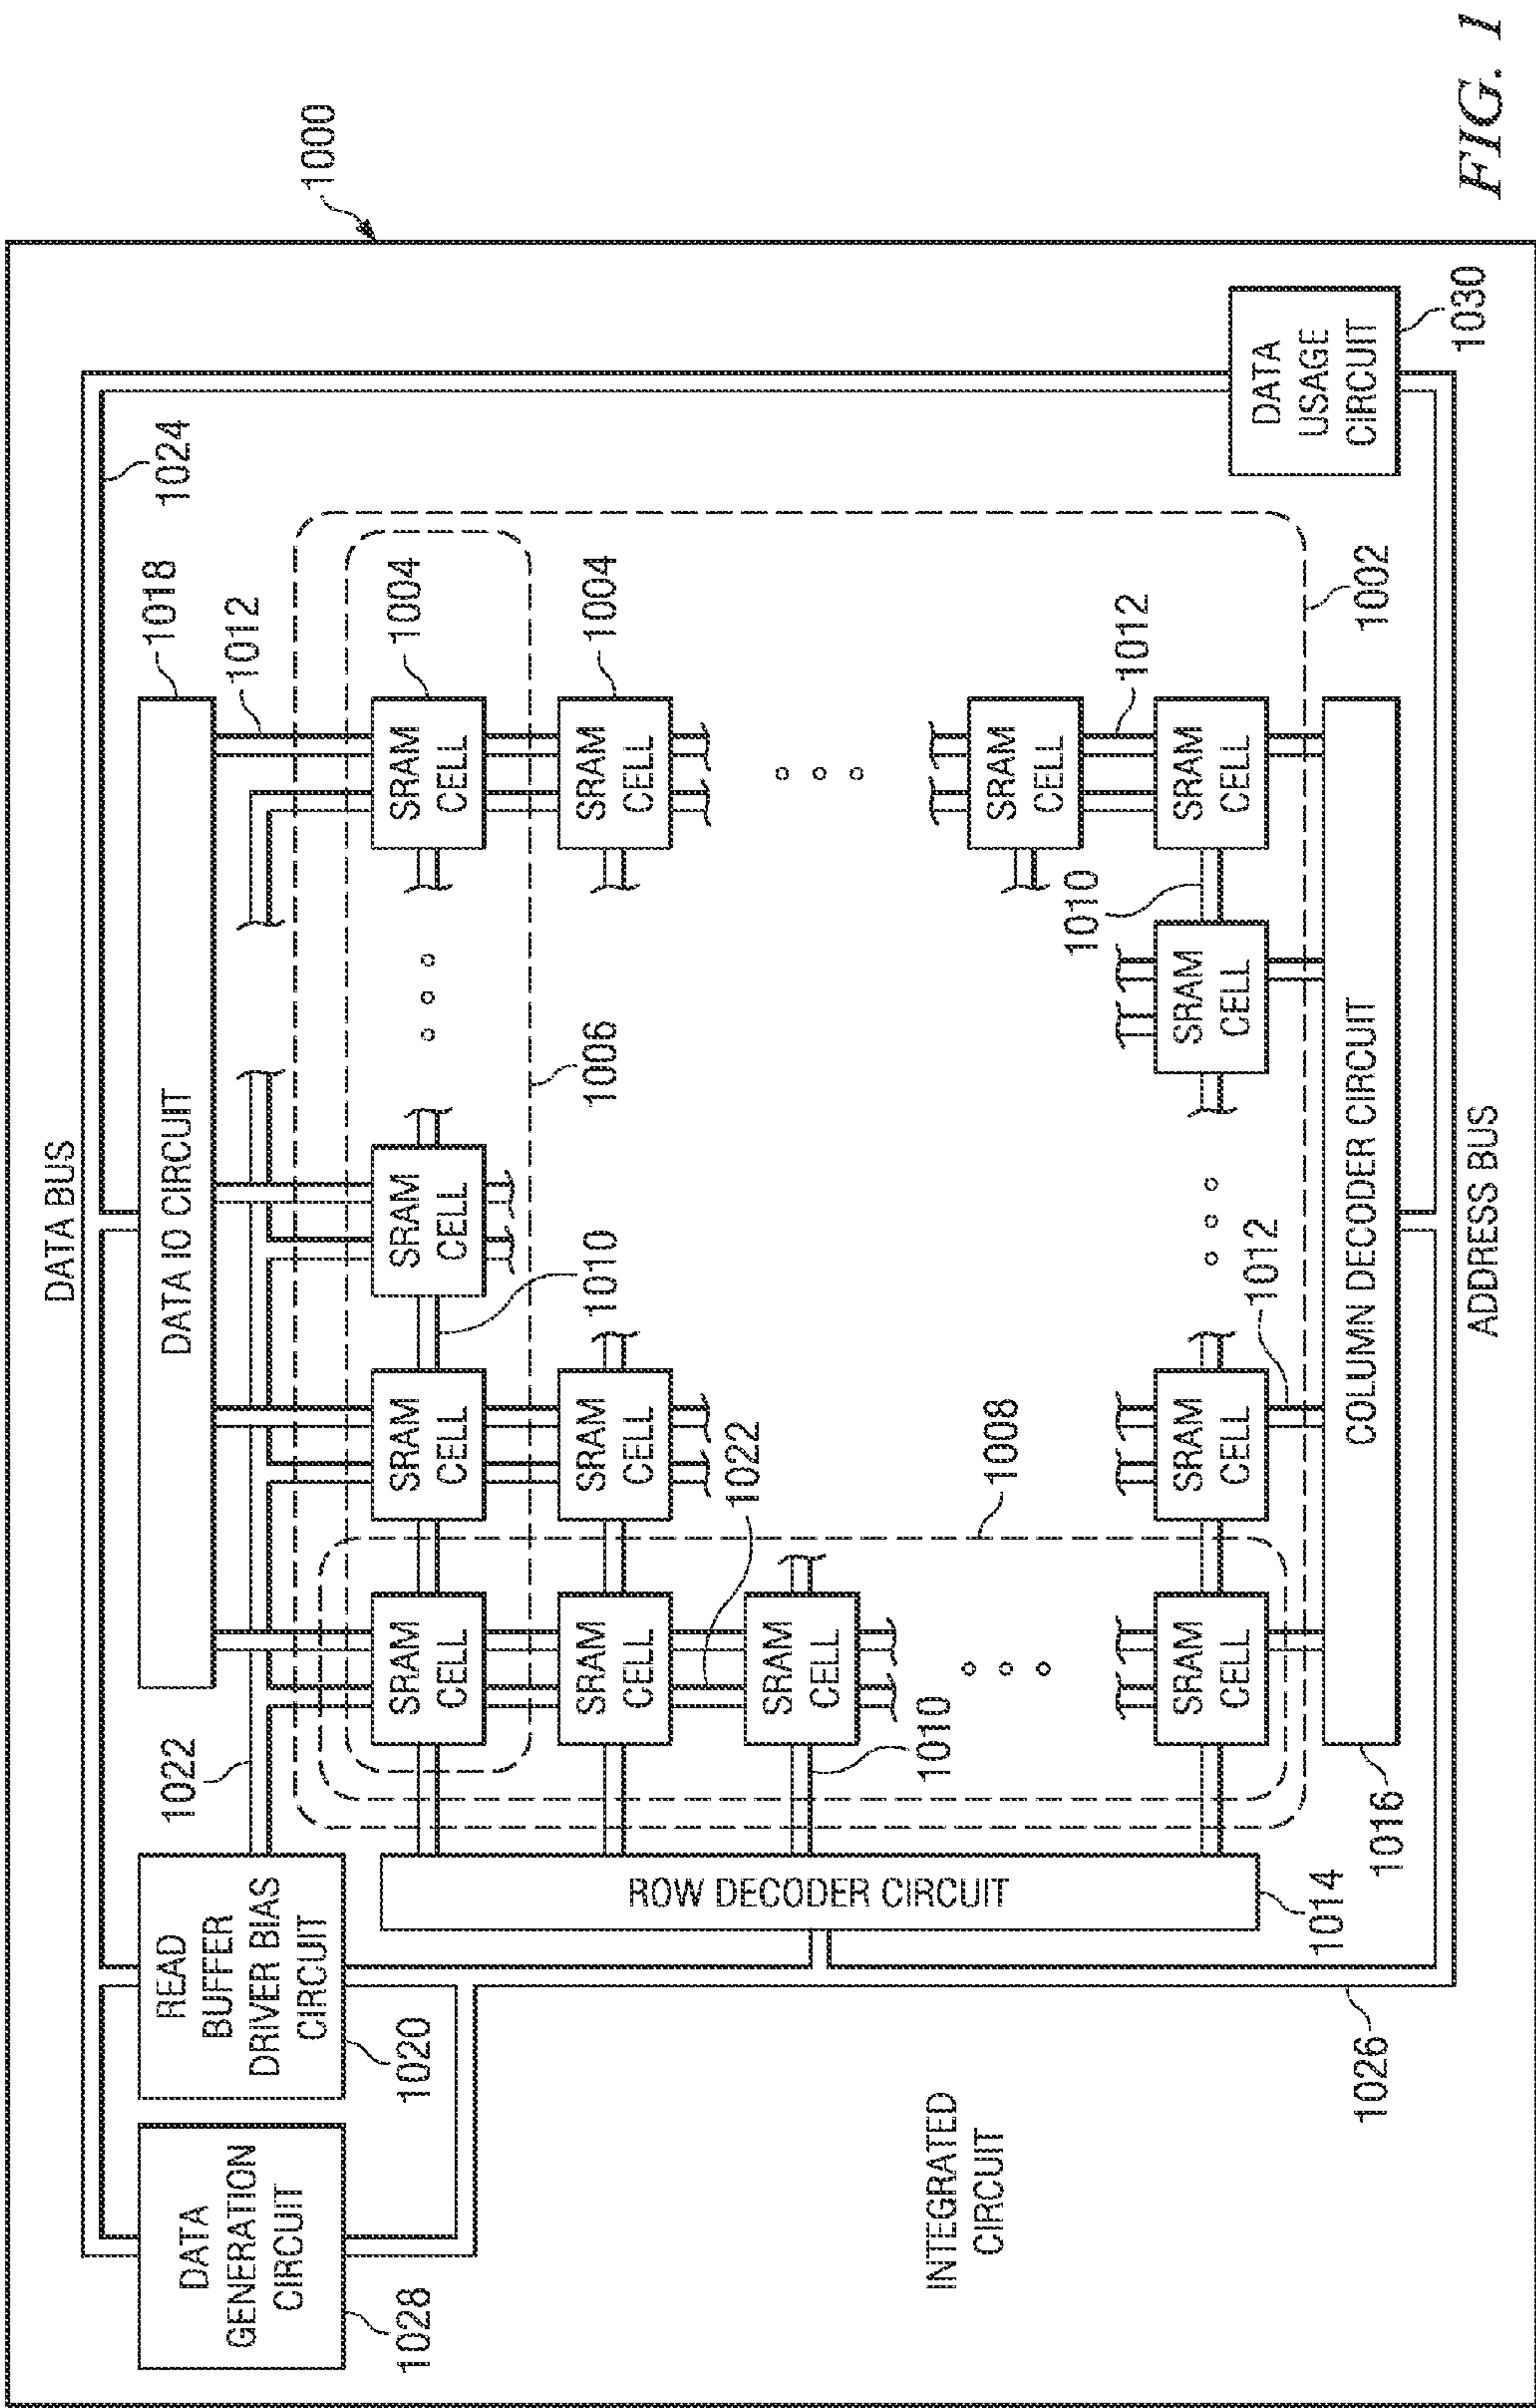 DATA BUS
DATA
GENERATION
CIRCUIT
1028
READ
BUFFER
DRIVER BIAS
CIRCUIT
1020
1022
DATA IO CIRCUIT
1018
1012
1024
1000
SRAM
CELL
SRAM
CELL
SRAM
CELL
SRAM
CELL
1004
SRAM
CELL
SRAM
CELL
1010
1006
SRAM
CELL
1004
1022
SRAM
CELL
1010
1008
ROW DECODER CIRCUIT
INTEGRATED
CIRCUIT
SRAM
CELL
1010
1012
SRAM
CELL
SRAM
CELL
1012
SRAM
CELL
SRAM
CELL
DATA
USAGE
CIRCUIT
1014
1026
1016
COLUMN DECODER CIRCUIT
1002
1030
ADDRESS BUS
FIG. 1